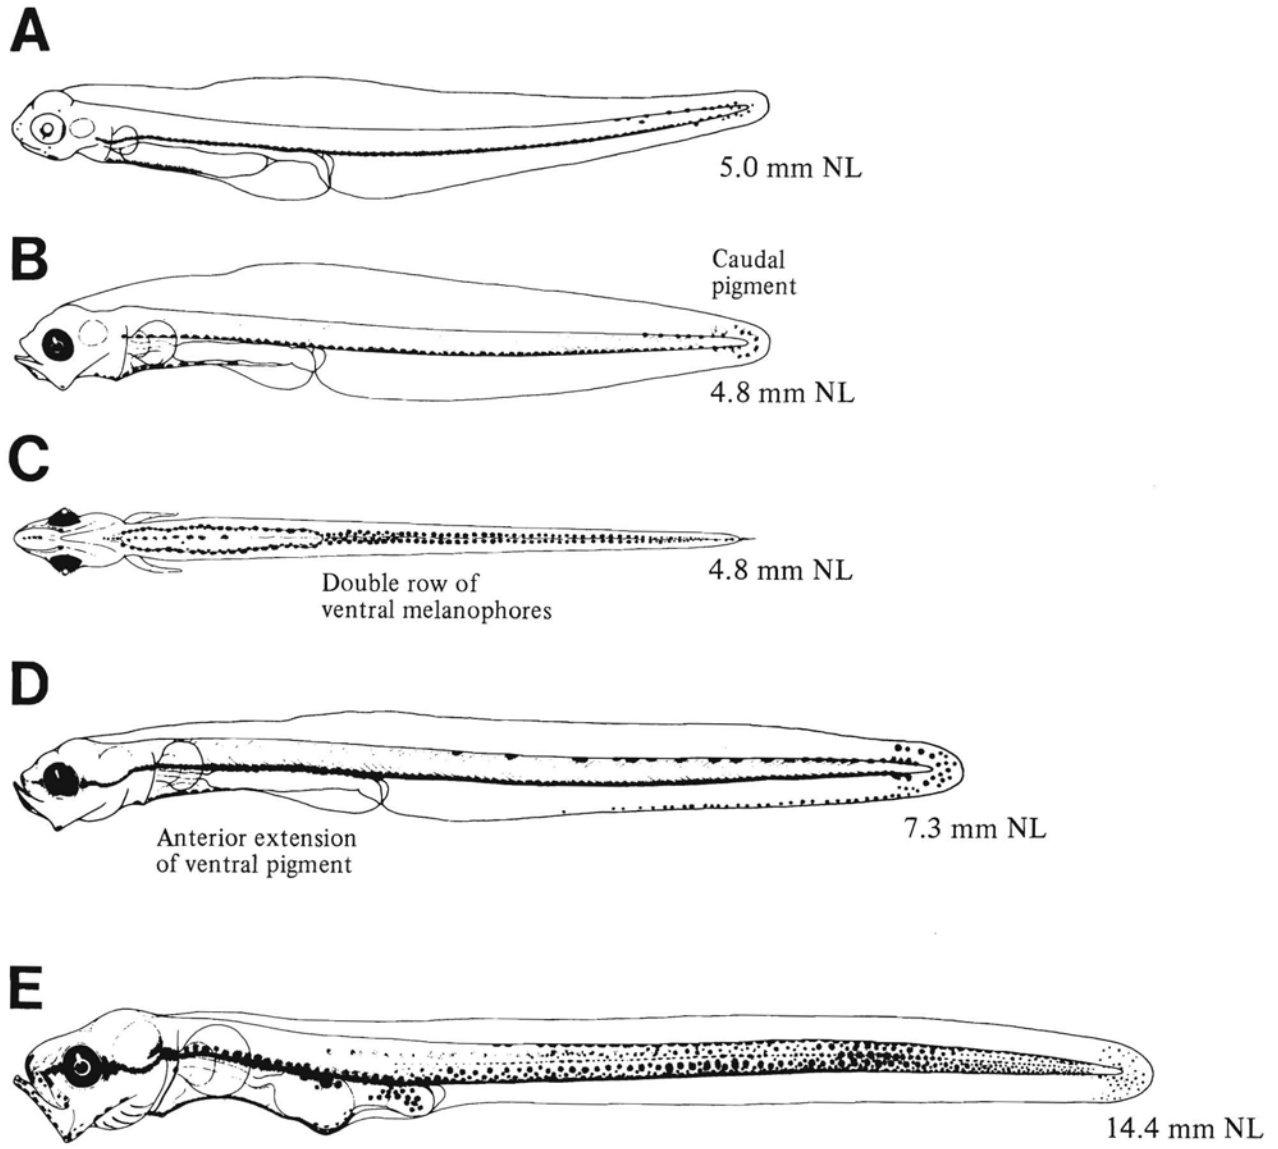 A
5.0 mm NL
B
Caudal
pigment
4.8 mm NL
C
4.8 mm NL
Double row of
ventral melanophores
D
7.3 mm NL
Anterior extension
of ventral pigment
E
14.4 mm NL